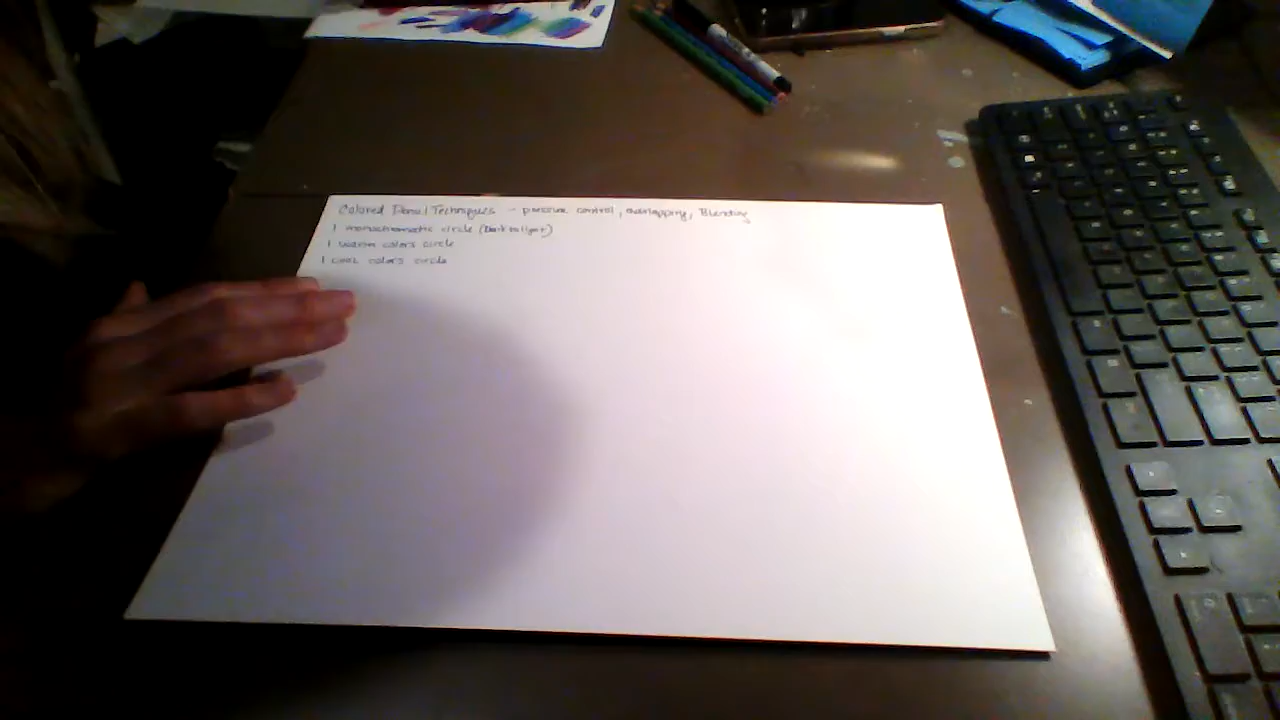 Colored Pencil Techniques - pressure control, overlapping, Blending
1 monochromatic circle (Dark to light)
1 warm colors circle
1 cool colors circle